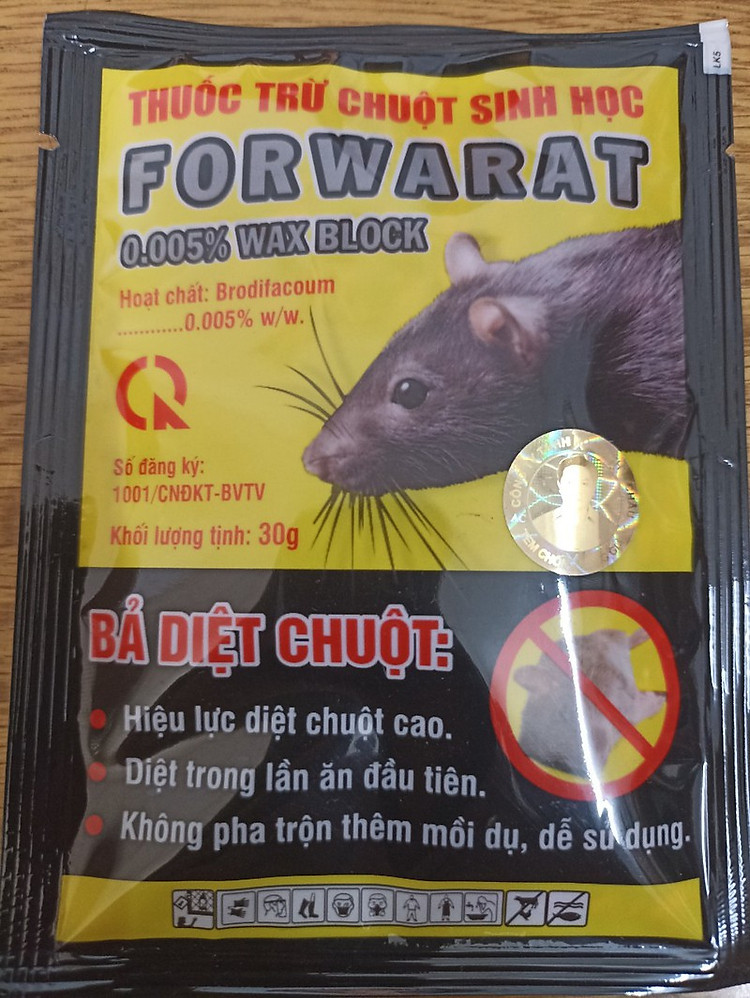 LK5
THUỐC TRỪ CHUỘT SINH HỌC
FORWARAT
0.005% WAX BLOCK
Hoạt chất: Brodifacoum
............0.005% w/w.
Số đăng ký:
1001/CNĐKT-BVTV
Khối lượng tịnh: 30g
BẢ DIỆT CHUỘT:
Hiệu lực diệt chuột cao.
Diệt trong lần ăn đầu tiên.
Không pha trộn thêm mồi dụ, dễ sử dụng.